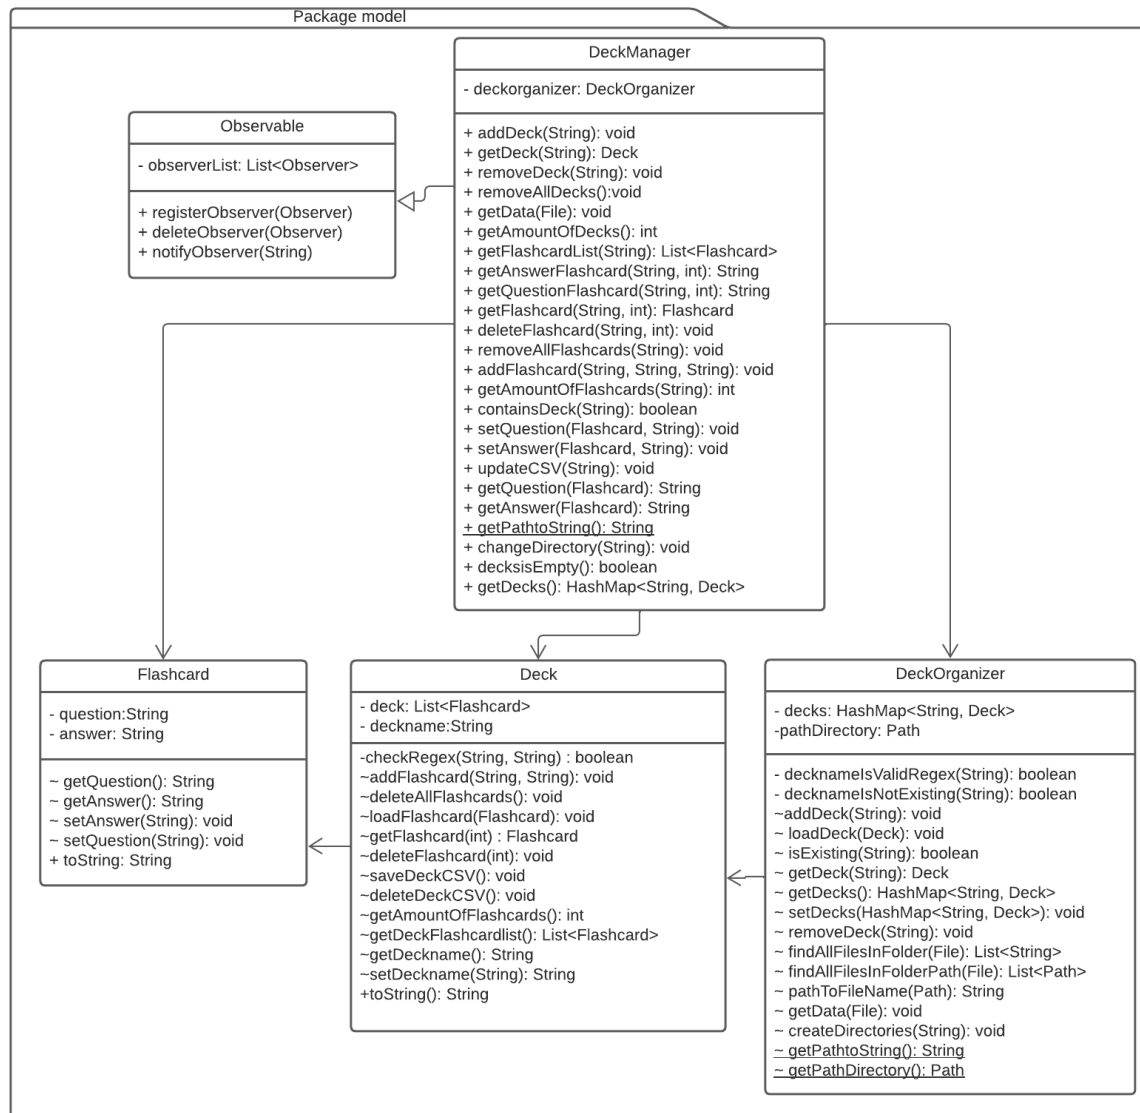 Package model
DeckManager
- deckorganizer: DeckOrganizer
+ addDeck(String): void
+ getDeck(String): Deck
+ removeDeck(String): void
+ removeAllDecks():void
+ getData(File): void
+ getAmountOfDecks(): int
+ getFlashcardList(String): List<Flashcard>
+ getAnswerFlashcard(String, int): String
+ getQuestionFlashcard(String, int): String
+ getFlashcard(String, int): Flashcard
+ deleteFlashcard(String, int): void
+ removeAllFlashcards(String): void
+ addFlashcard(String, String, String): void
+ getAmountOfFlashcards(String): int
+ containsDeck(String): boolean
+ setQuestion(Flashcard, String): void
+ setAnswer(Flashcard, String): void
+ updateCSV(String): void
+ getQuestion(Flashcard): String
+ getAnswer(Flashcard): String
+ getPathtoString(): String
+ changeDirectory(String): void
+ decksisEmpty(): boolean
+ getDecks(): HashMap<String, Deck>
Observable
- observerList: List<Observer>
+ registerObserver(Observer)
+ deleteObserver(Observer)
+ notifyObserver(String)
Flashcard
- question:String
- answer: String
~ getQuestion(): String
~ getAnswer(): String
~ setAnswer(String): void
~ setQuestion(String): void
+ toString: String
Deck
- deck: List<Flashcard>
- deckname:String
-checkRegex(String, String) : boolean
~addFlashcard(String, String): void
~deleteAllFlashcards(): void
~loadFlashcard(Flashcard): void
~getFlashcard(int) : Flashcard
~deleteFlashcard(int): void
~saveDeckCSV(): void
~deleteDeckCSV(): void
~getAmountOfFlashcards(): int
~getDeckFlashcardlist(): List<Flashcard>
~getDeckname(): String
~setDeckname(String): String
+toString(): String
DeckOrganizer
- decks: HashMap<String, Deck>
-pathDirectory: Path
- decknameIsValidRegex(String): boolean
- decknameIsNotExisting(String): boolean
~addDeck(String): void
~ loadDeck(Deck): void
~ isExisting(String): boolean
~ getDeck(String): Deck
~ getDecks(): HashMap<String, Deck>
~ setDecks(HashMap<String, Deck>): void
~ removeDeck(String): void
~ findAllFilesInFolder(File): List<String>
~ findAllFilesInFolderPath(File): List<Path>
~ pathToFileName(Path): String
~ getData(File): void
~ createDirectories(String): void
~ getPathtoString(): String
~ getPathDirectory(): Path